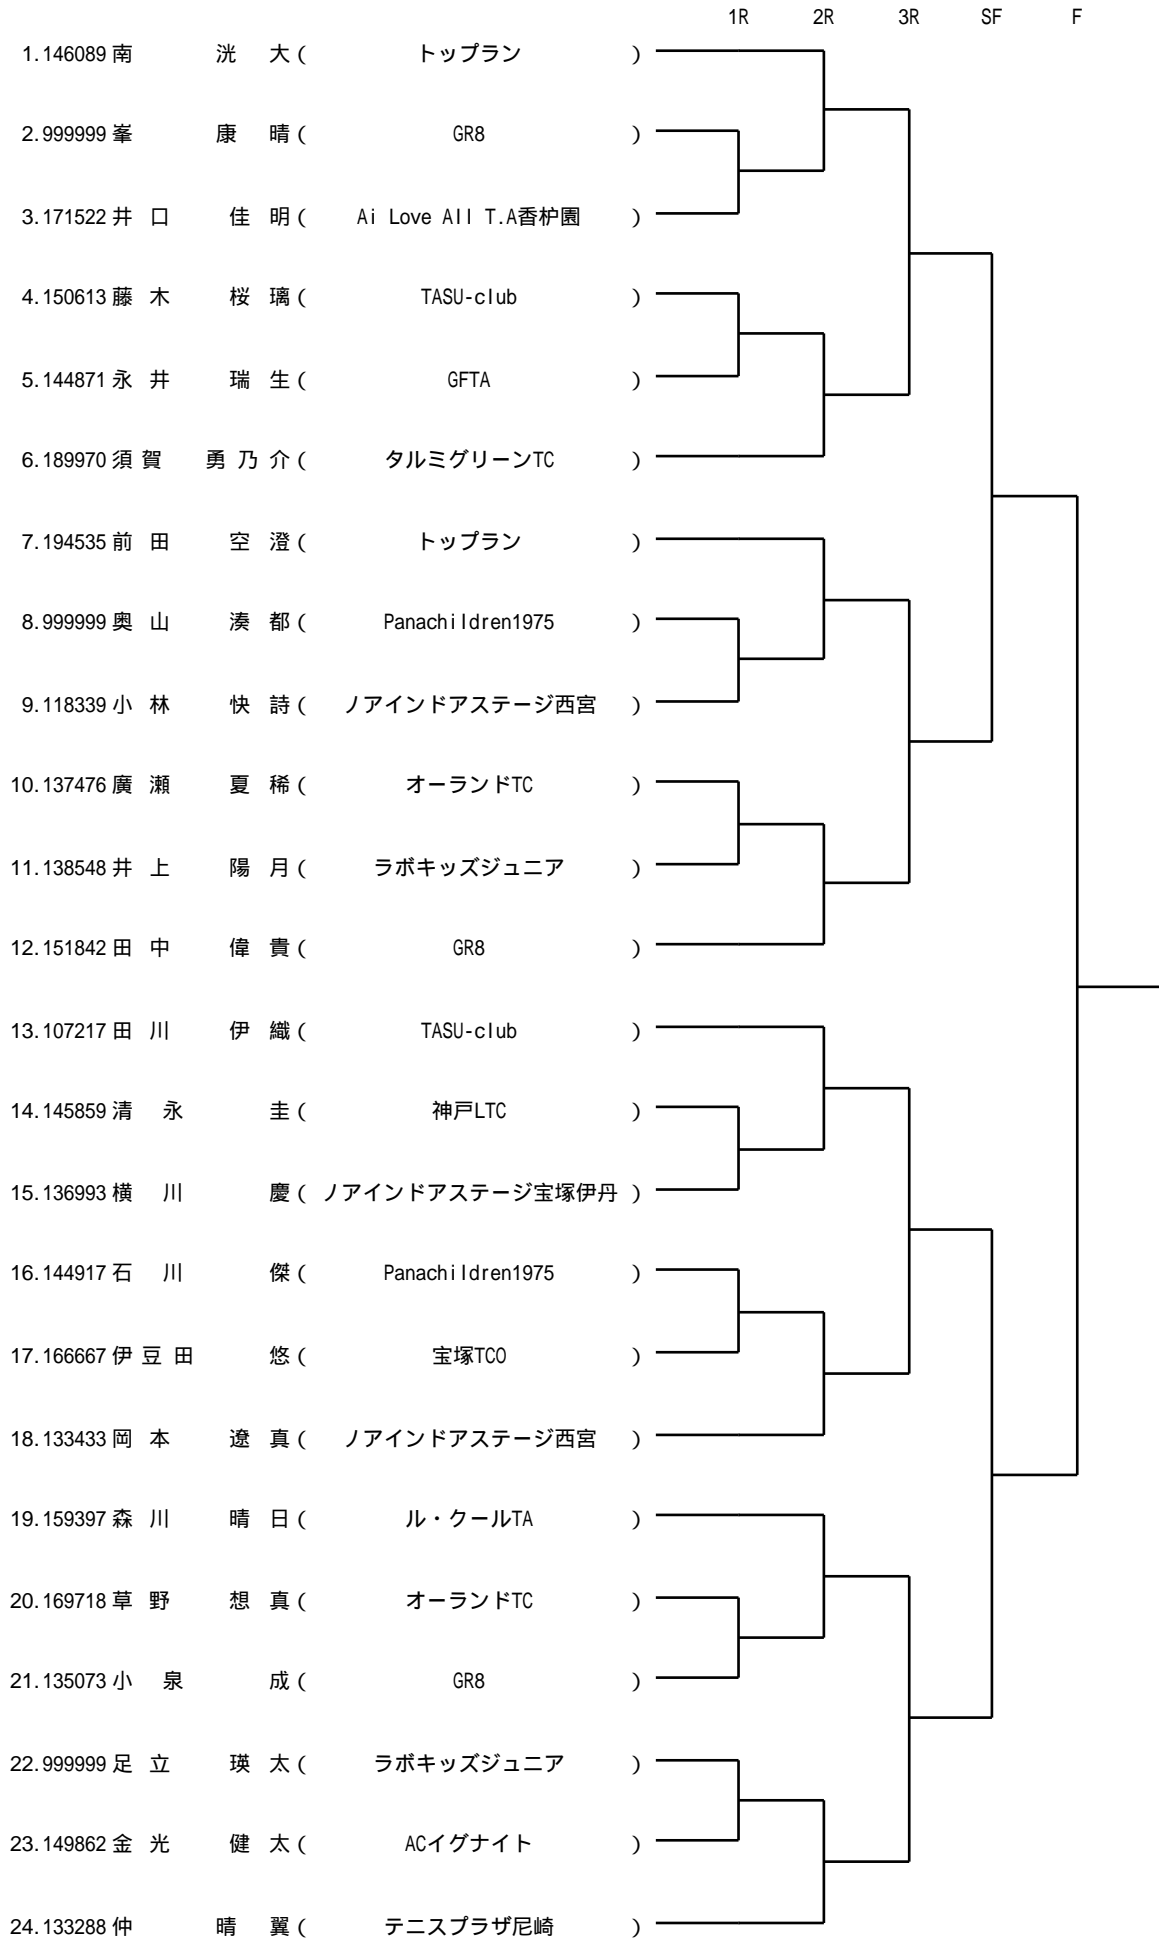 1R 2R 3R SF F
1.146089 南 洸 大 ( トップラン )
2.999999 峯 康 晴 ( GR8 )
3.171522 井 口 佳 明 ( Ai Love All T.A香枦園 )
4.150613 藤 木 桜 璃 ( TASU-club )
5.144871 永 井 瑞 生 ( GFTA )
6.189970 須 賀 勇 乃 介 ( タルミグリーンTC )
7.194535 前 田 空 澄 ( トップラン )
8.999999 奥 山 湊 都 ( Panachildren1975 )
9.118339 小 林 快 詩 ( ノアインドアステージ西宮 )
10.137476 廣 瀬 夏 稀 ( オーランドTC )
11.138548 井 上 陽 月 ( ラボキッズジュニア )
12.151842 田 中 偉 貴 ( GR8 )
13.107217 田 川 伊 織 ( TASU-club )
14.145859 清 永 圭 ( 神戸LTC )
15.136993 横 川 慶 ( ノアインドアステージ宝塚伊丹 )
16.144917 石 川 傑 ( Panachildren1975 )
17.166667 伊 豆 田 悠 ( 宝塚TCO )
18.133433 岡 本 遼 真 ( ノアインドアステージ西宮 )
19.159397 森 川 晴 日 ( ル・クールTA )
20.169718 草 野 想 真 ( オーランドTC )
21.135073 小 泉 成 ( GR8 )
22.999999 足 立 瑛 太 ( ラボキッズジュニア )
23.149862 金 光 健 太 ( ACイグナイト )
24.133288 仲 晴 翼 ( テニスプラザ尼崎 )